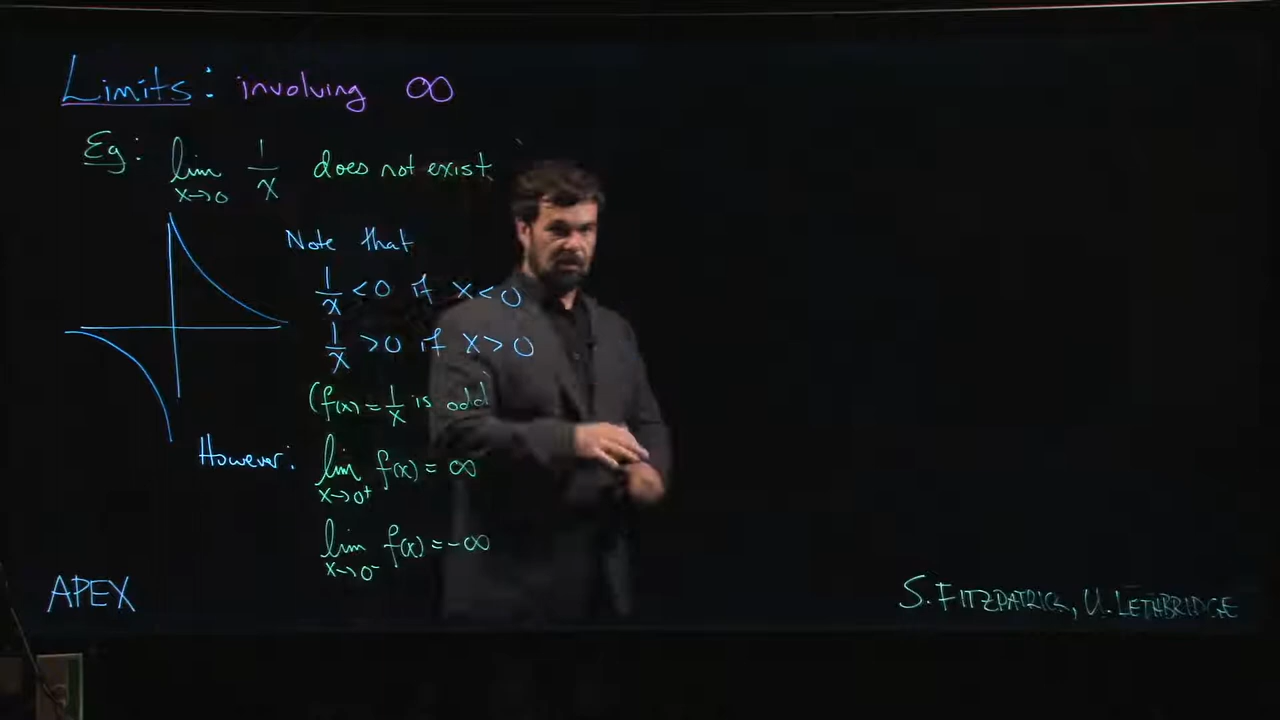 Limits: involving ∞
Eg: lim x→0 1/x does not exist
Note that
1/x <0 if x<0
1/x >0 if x>0
(f(x) = 1/x is odd)
However: lim x→0⁺ f(x) = ∞
lim x→0⁻ f(x) = -∞
APEX
S. FITZPATRICK, U. LETHBRIDGE